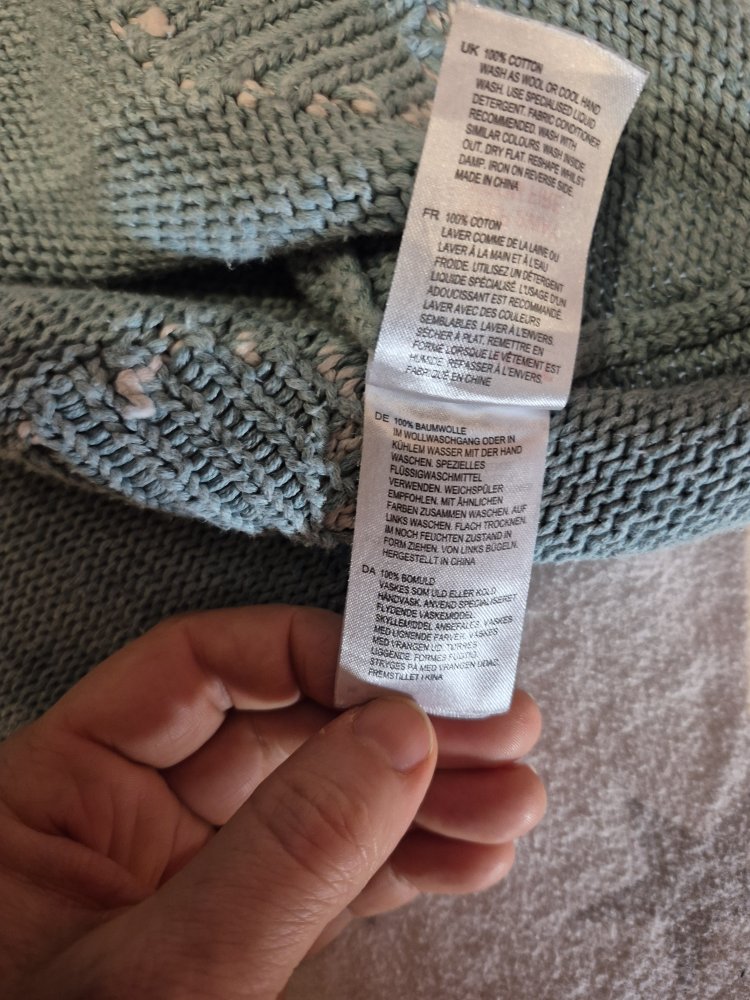 UK 100% COTTON
WASH AS WOOL OR COOL HAND
WASH. USE SPECIALISED LIQUID
DETERGENT. FABRIC CONDITIONER
RECOMMENDED. WASH WITH
SIMILAR COLOURS. WASH INSIDE
OUT. DRY FLAT. RESHAPE WHILST
DAMP. IRON ON REVERSE SIDE.
MADE IN CHINA
FR 100% COTON
LAVER COMME DE LA LAINE OU
LAVER À LA MAIN ET À L'EAU
FROIDE. UTILISEZ UN DÉTERGENT
LIQUIDE SPÉCIALISÉ. L'USAGE D'UN
ADOUCISSANT EST RECOMMANDÉ.
LAVER AVEC DES COULEURS
SEMBLABLES. LAVER À L'ENVERS.
SÉCHER À PLAT, REMETTRE EN
FORME LORSQUE LE VÊTEMENT EST
HUMIDE. REPASSER À L'ENVERS.
FABRIQUÉ EN CHINE
DE 100% BAUMWOLLE
IM WOLLWASCHGANG ODER IN
KÜHLEM WASSER MIT DER HAND
WASCHEN. SPEZIELLES
FLÜSSIGWASCHMITTEL
VERWENDEN. WEICHSPÜLER
EMPFOHLEN. MIT ÄHNLICHEN
FARBEN ZUSAMMEN WASCHEN. AUF
LINKS WASCHEN. FLACH TROCKNEN.
IM NOCH FEUCHTEN ZUSTAND IN
FORM ZIEHEN. VON LINKS BÜGELN.
HERGESTELLT IN CHINA
DA 100% BOMULD
VASKES SOM ULD ELLER KOLD
HÅNDVASK. ANVEND SPECIALISERET
FLYDENDE VASKEMIDDEL.
SKYLLEMIDDEL ANBEFALES. VASKES
MED LIGNENDE FARVER. VASKES
MED VRANGEN UD. TØRRES
LIGGENDE. FORMES FUGTIG.
STRYGES PÅ MED VRANGEN UDAD.
FREMSTILLET I KINA